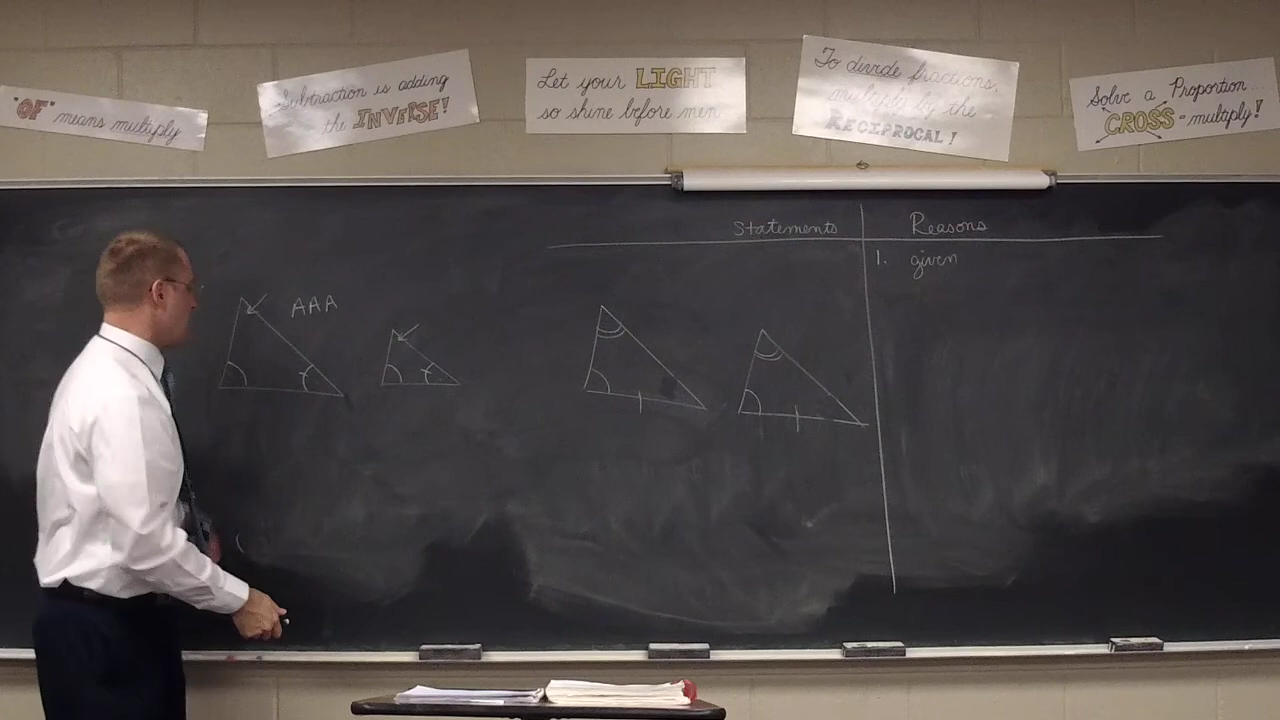 "OF" means multiply
Subtraction is adding
the INVERSE!
Let your LIGHT
so shine before men
To divide fractions,
multiply by the
RECIPROCAL!
Solve a Proportion...
CROSS-multiply!
Statements
Reasons
1. given
AAA